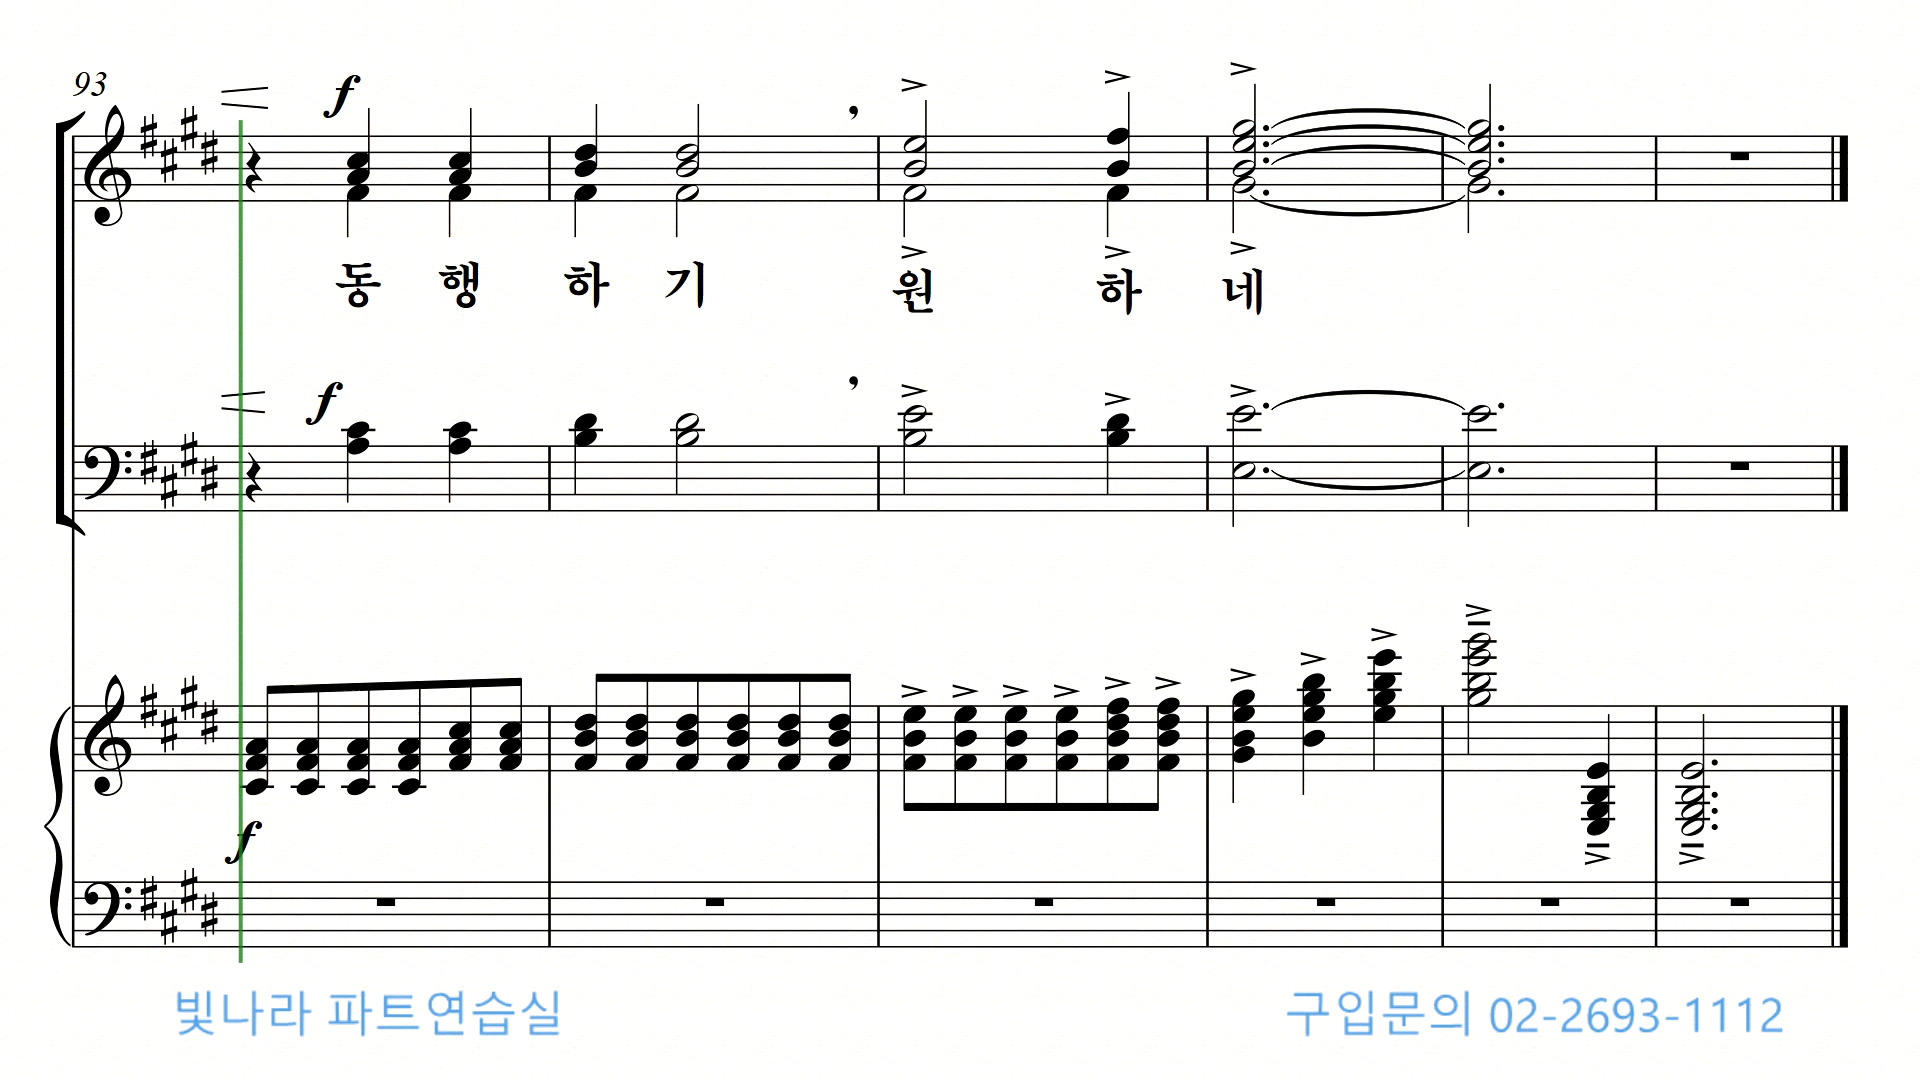 93
f
동 행 하 기 원 하 네
f
f
빛나라 파트연습실
구입문의 02-2693-1112